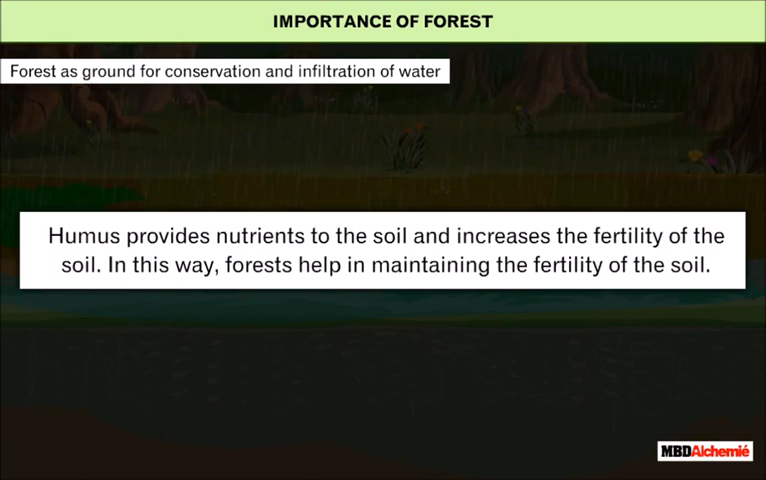 IMPORTANCE OF FOREST
Forest as ground for conservation and infiltration of water
Humus provides nutrients to the soil and increases the fertility of the
soil. In this way, forests help in maintaining the fertility of the soil.
MBDAlchemié